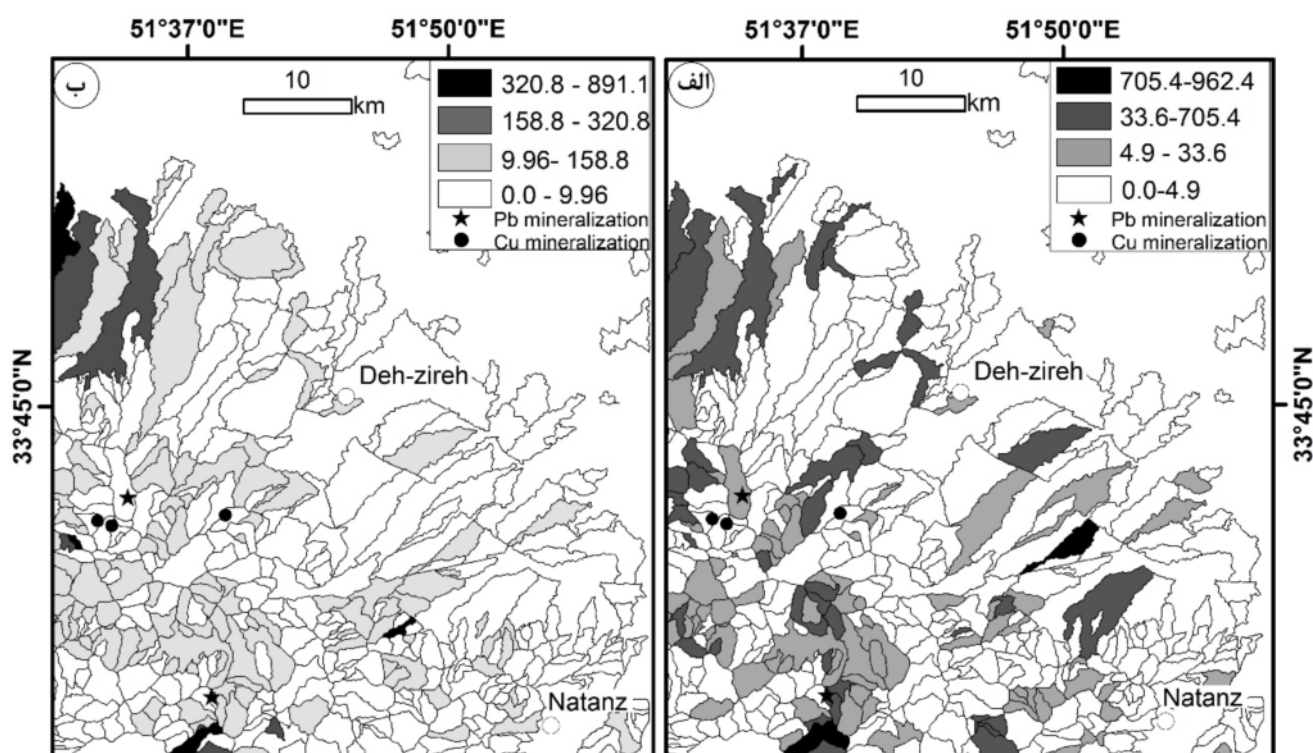 51°37'0"E 51°50'0"E
ب
10
km
320.8 - 891.1
158.8 - 320.8
9.96- 158.8
0.0 - 9.96
Pb mineralization
Cu mineralization
Deh-zireh
33°45'0"N
Natanz
51°37'0"E 51°50'0"E
الف
10
km
705.4-962.4
33.6-705.4
4.9 - 33.6
0.0-4.9
Pb mineralization
Cu mineralization
Deh-zireh
33°45'0"N
Natanz